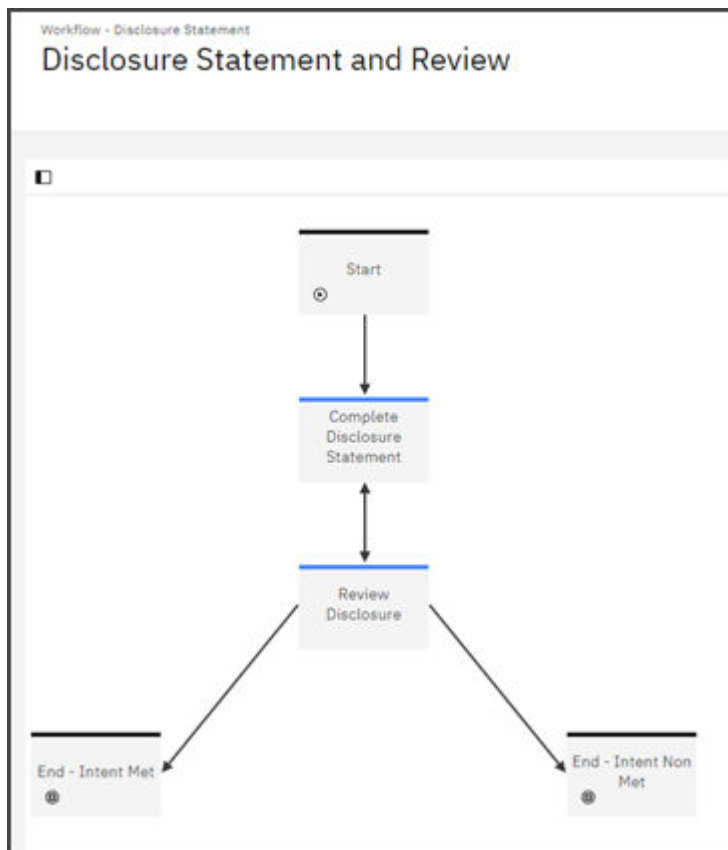 Workflow - Disclosure Statement
Disclosure Statement and Review
Start
Complete
Disclosure
Statement
Review
Disclosure
End - Intent Met
End - Intent Non
Met